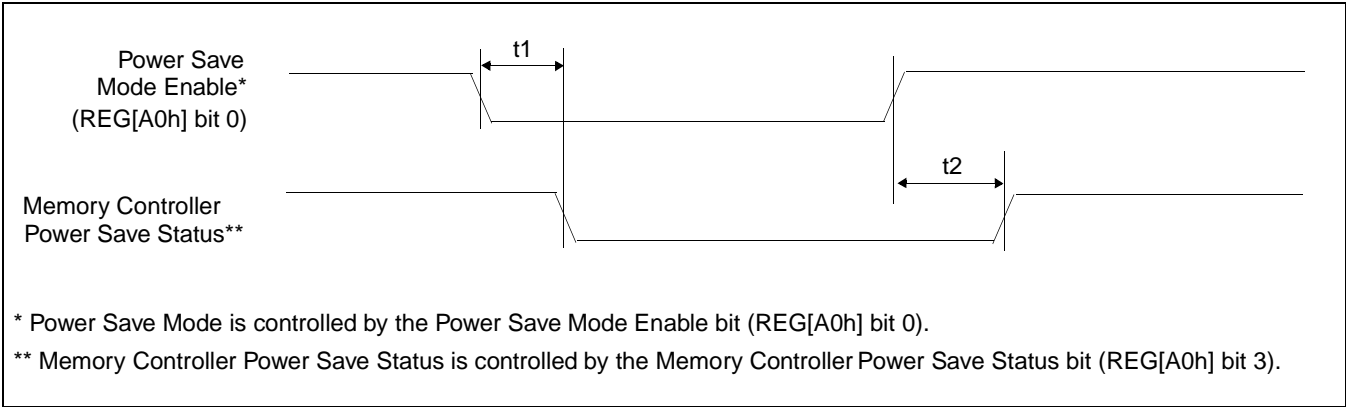 t1
Power Save
Mode Enable*
(REG[A0h] bit 0)
t2
Memory Controller
Power Save Status**
* Power Save Mode is controlled by the Power Save Mode Enable bit (REG[A0h] bit 0).
** Memory Controller Power Save Status is controlled by the Memory Controller Power Save Status bit (REG[A0h] bit 3).